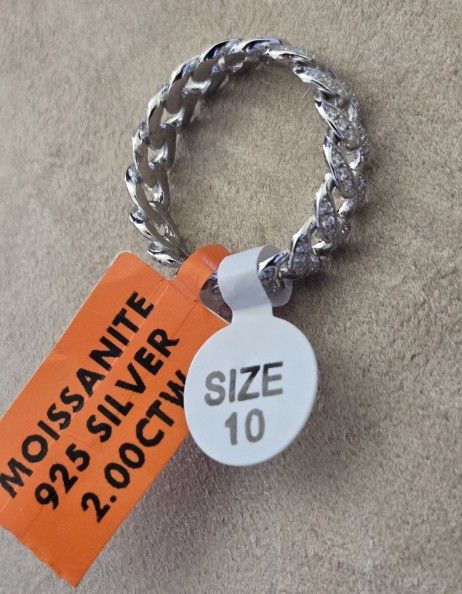 MOISSANITE
925 SILVER
2.00CTW
SIZE
10